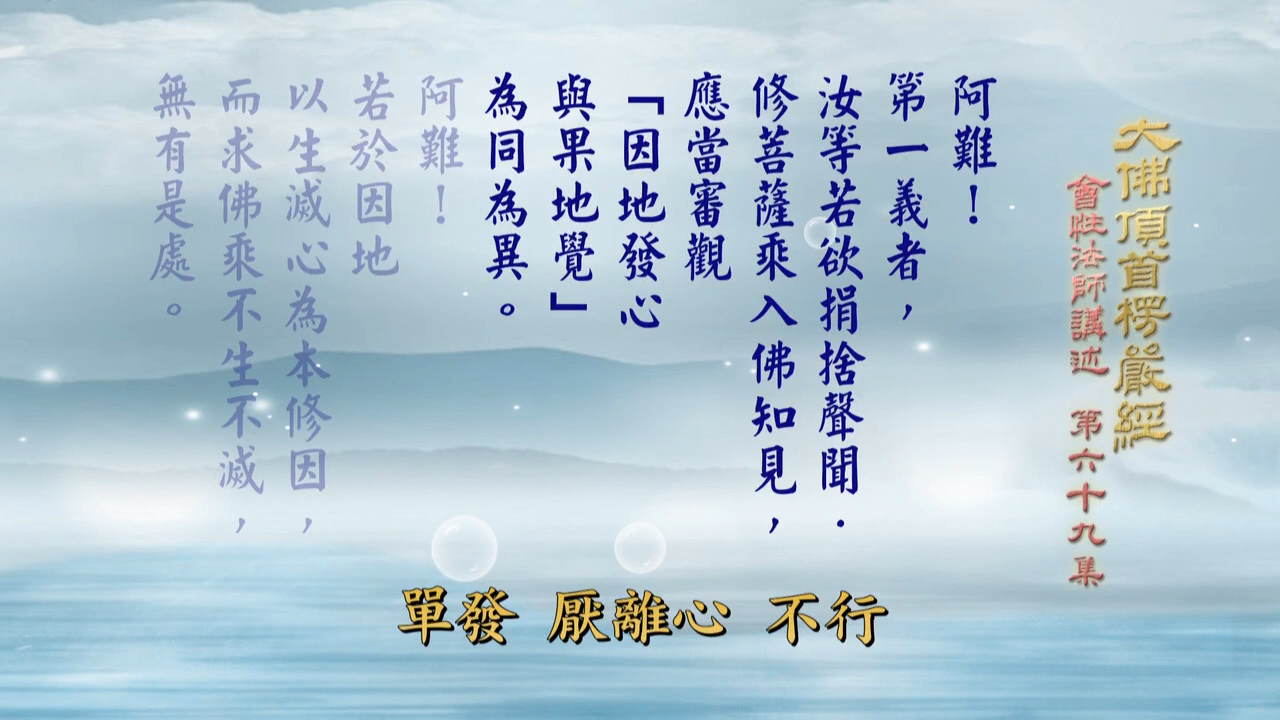 大佛頂首楞嚴經
會性法師講述 第六十九集
阿難！
第一義者，
汝等若欲捐捨聲聞．
修菩薩乘入佛知見，
應當審觀
「因地發心
與果地覺」
為同為異。
阿難！
若於因地
以生滅心為本修因，
而求佛乘不生不滅，
無有是處。
單發 厭離心 不行